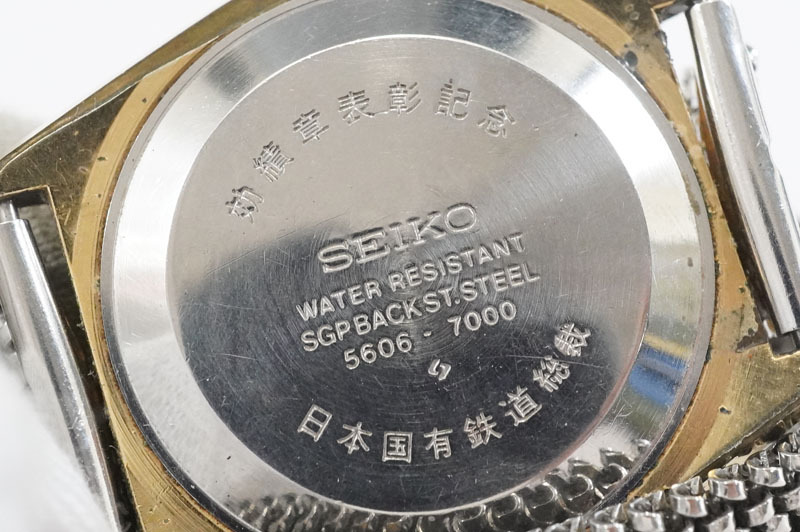 効績章表彰記念
SEIKO
WATER RESISTANT
SGP BACK ST. STEEL
5606 - 7000
日本国有鉄道総裁